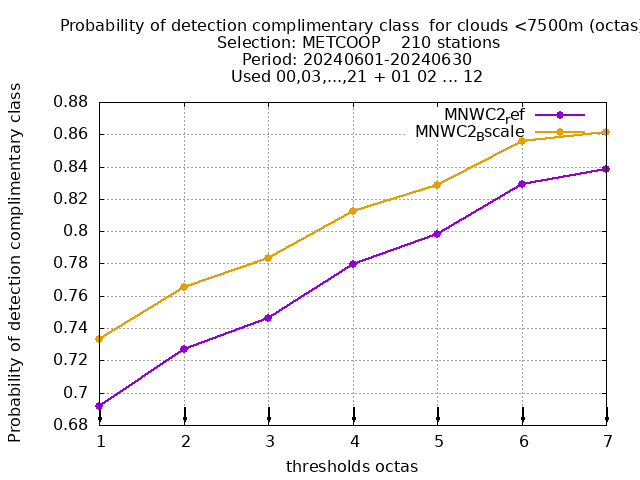 Probability of detection complimentary class  for clouds <7500m (octas)
Selection: METCOOP    210 stations
Period: 20240601-20240630
Used 00,03,...,21 + 01 02 ... 12
Probability of detection complimentary class
0.88
0.86
0.84
0.82
0.8
0.78
0.76
0.74
0.72
0.7
0.68
MNWC2ref
MNWC2Bscale
1 2 3 4 5 6 7
thresholds octas